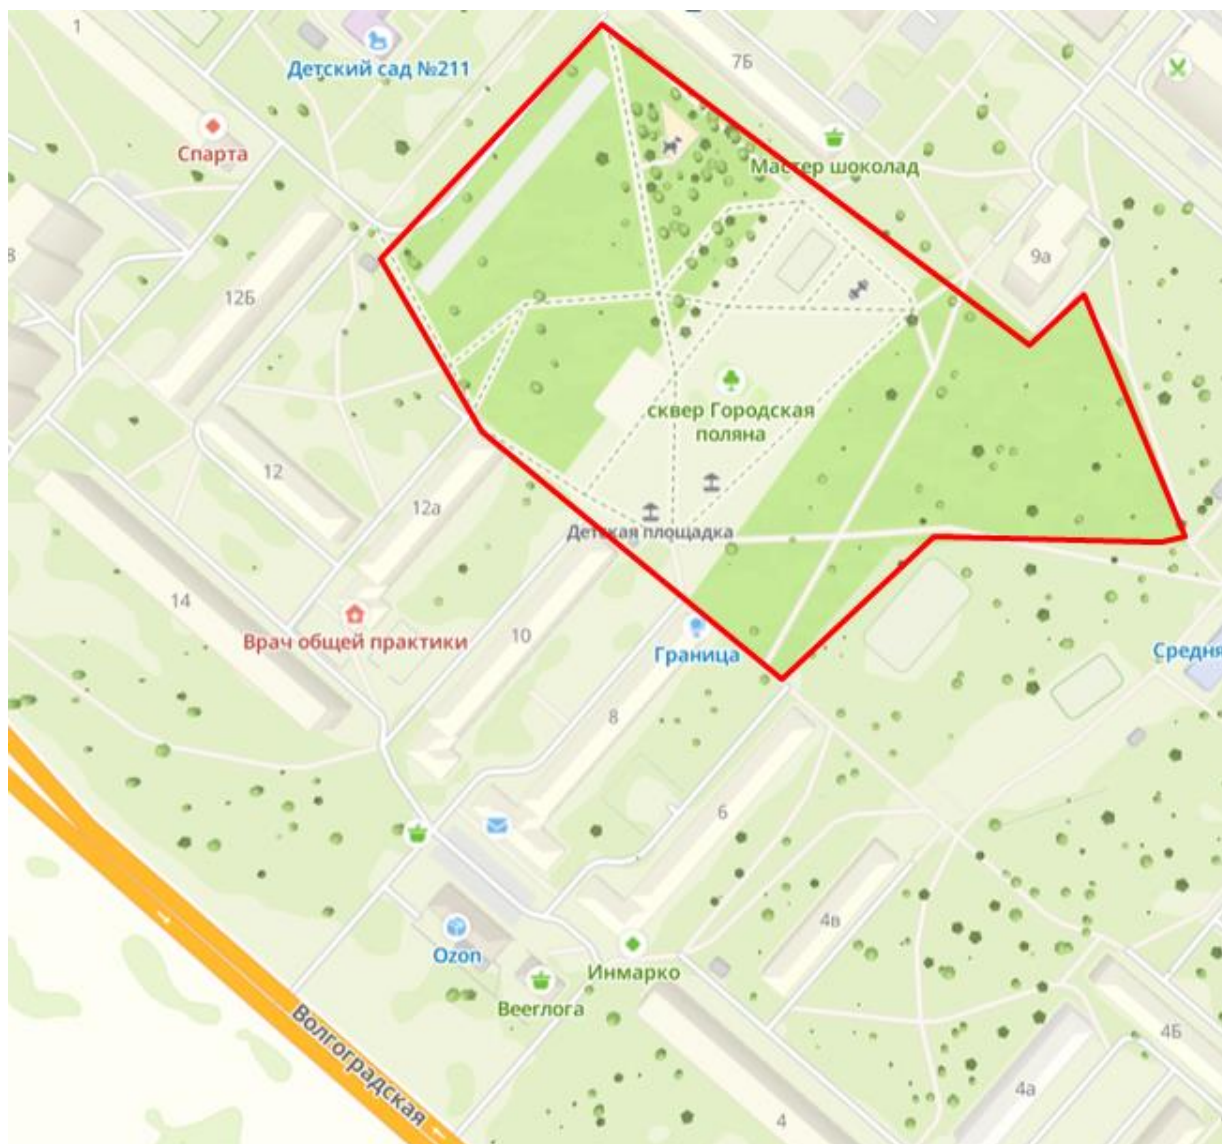 1
7Б
Детский сад №211
Спарта
Мастер шоколад
8
9а
12Б
сквер Городская
поляна
12
12а
Детская площадка
14
Врач общей практики
10
Граница
Средня
8
6
4в
Ozon
Инмарко
Beerлога
Волгоградская
4Б
4а
4